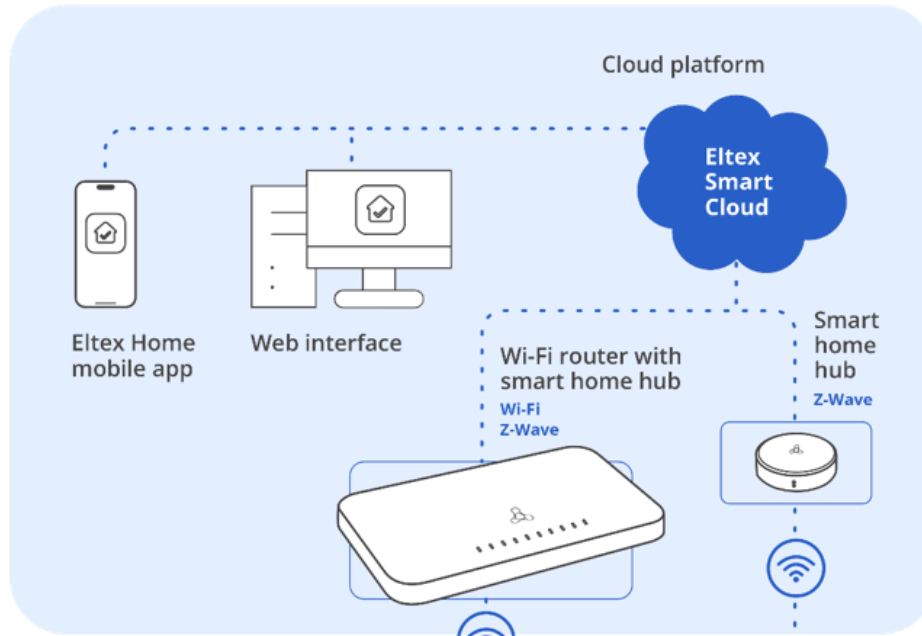 Cloud platform
Eltex
Smart
Cloud
Eltex Home
mobile app
Web interface
Wi-Fi router with
smart home hub
Wi-Fi
Z-Wave
Smart
home
hub
Z-Wave